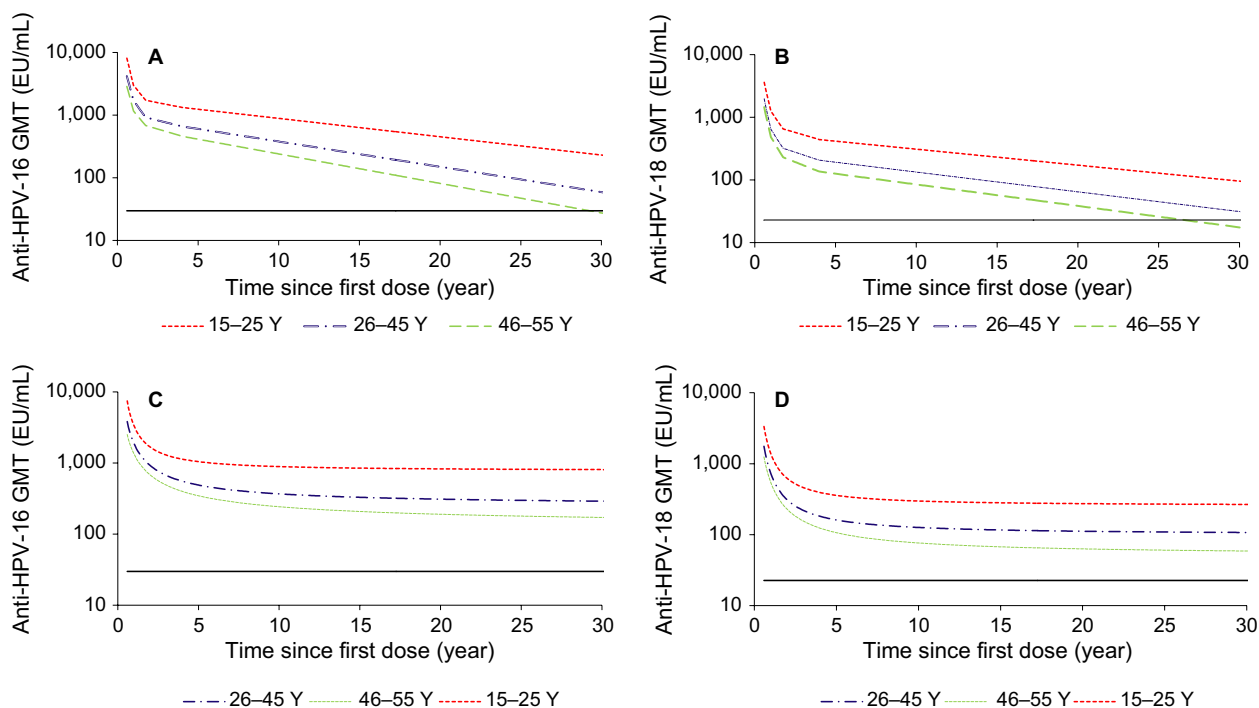 A
Anti-HPV-16 GMT (EU/mL)
10,000
1,000
100
10
0 5 10 15 20 25 30
Time since first dose (year)
15–25 Y 26–45 Y 46–55 Y
B
Anti-HPV-18 GMT (EU/mL)
10,000
1,000
100
10
0 5 10 15 20 25 30
Time since first dose (year)
15–25 Y 26–45 Y 46–55 Y
C
Anti-HPV-16 GMT (EU/mL)
10,000
1,000
100
10
0 5 10 15 20 25 30
Time since first dose (year)
26–45 Y 46–55 Y 15–25 Y
D
Anti-HPV-18 GMT (EU/mL)
10,000
1,000
100
10
0 5 10 15 20 25 30
Time since first dose (year)
26–45 Y 46–55 Y 15–25 Y